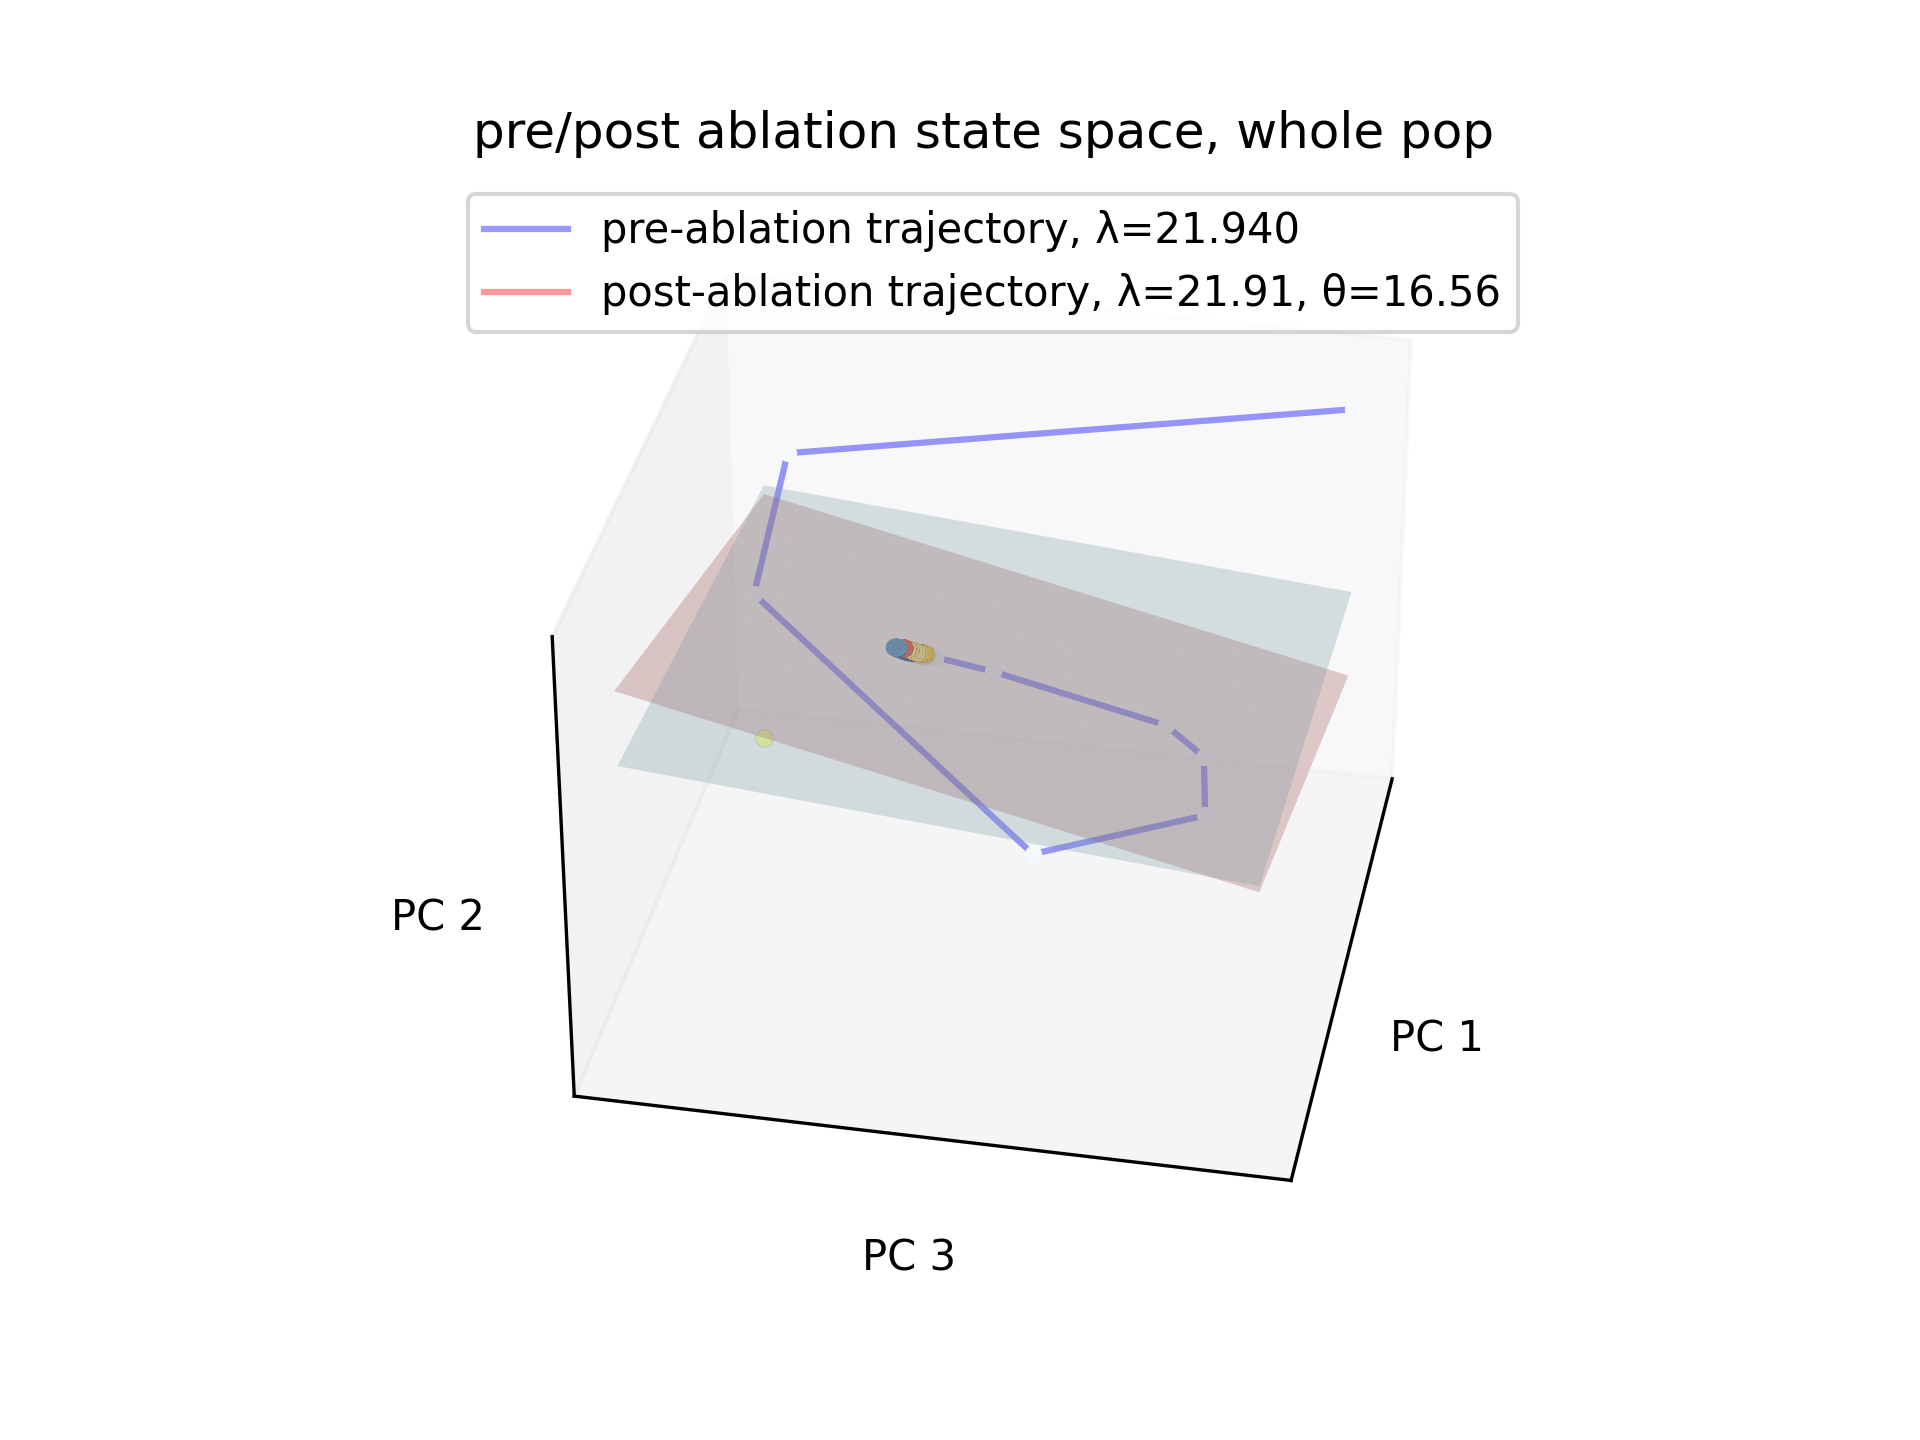 pre/post ablation state space, whole pop
pre-ablation trajectory, λ=21.940
post-ablation trajectory, λ=21.91, θ=16.56
PC 2
PC 1
PC 3